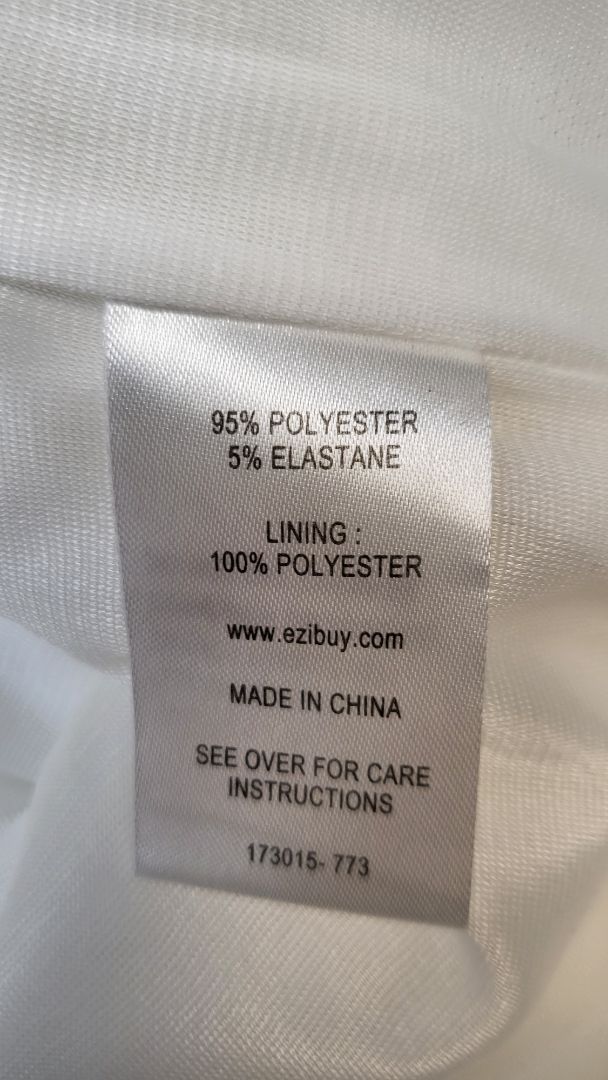 95% POLYESTER
5% ELASTANE
LINING :
100% POLYESTER
www.ezibuy.com
MADE IN CHINA
SEE OVER FOR CARE
INSTRUCTIONS
173015- 773